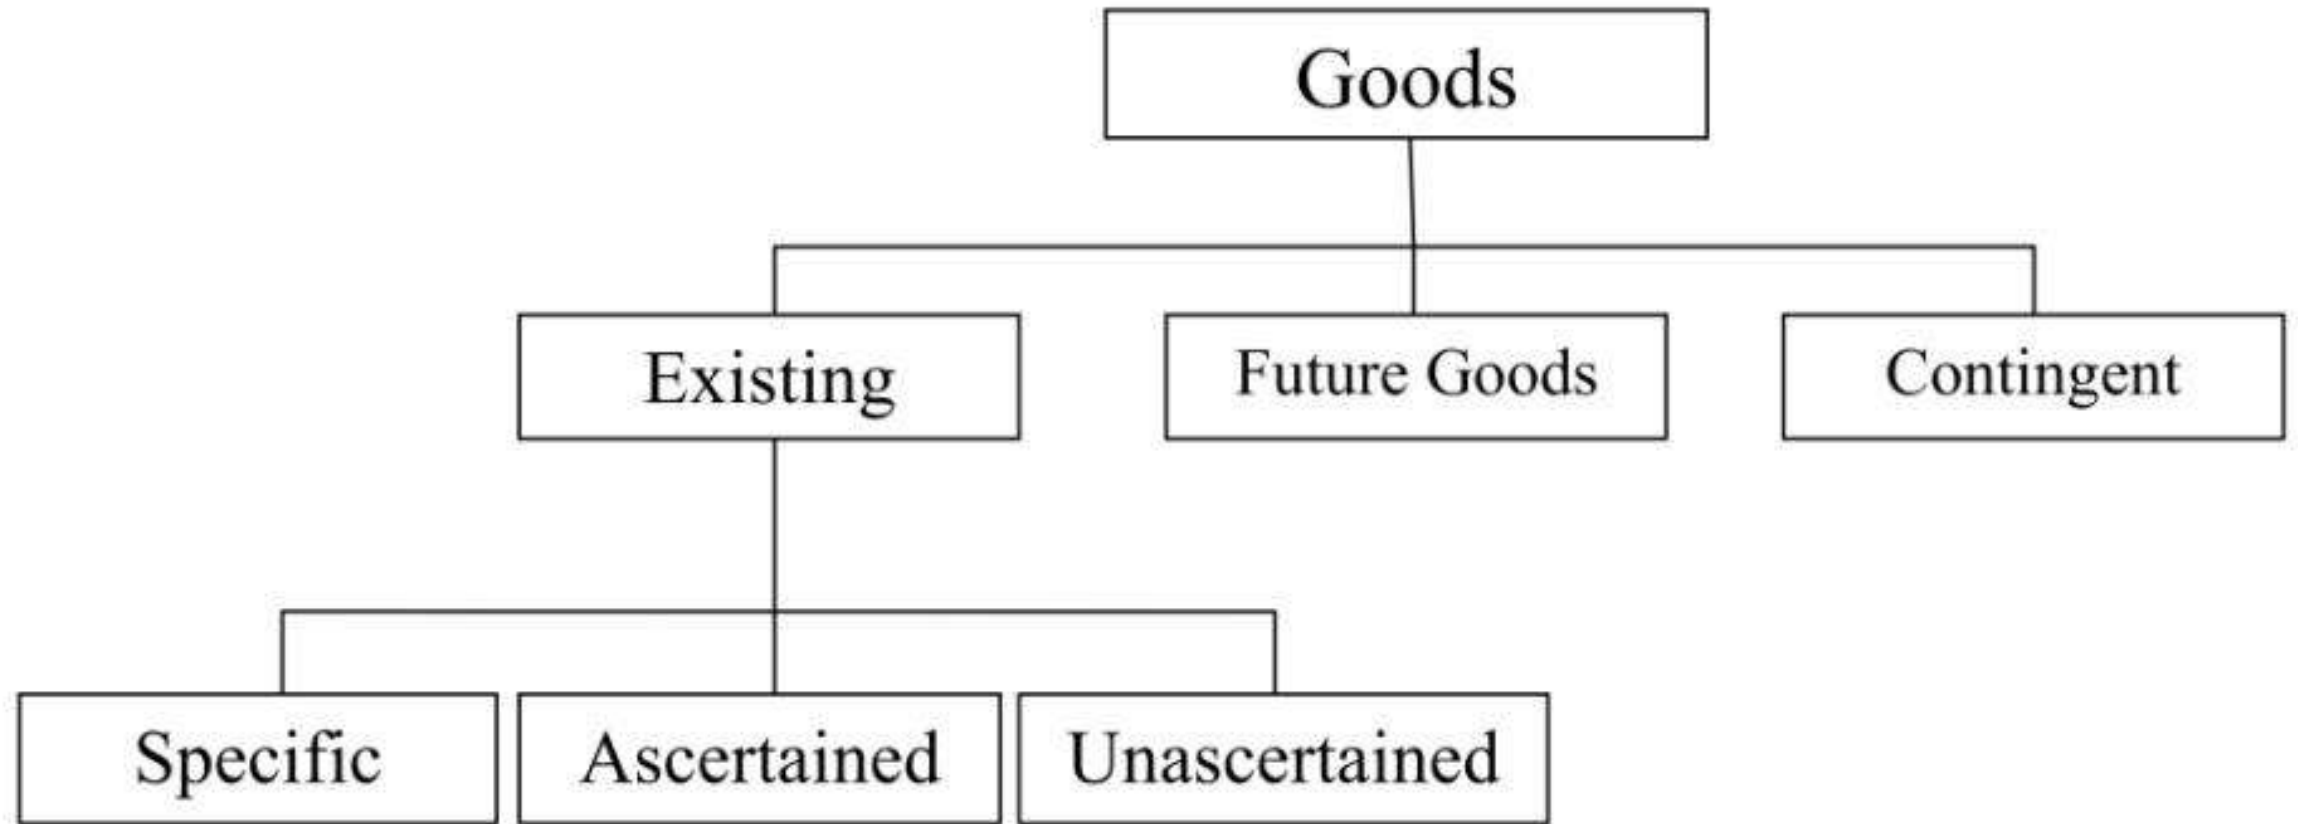 Goods
Existing
Future Goods
Contingent
Specific
Ascertained
Unascertained